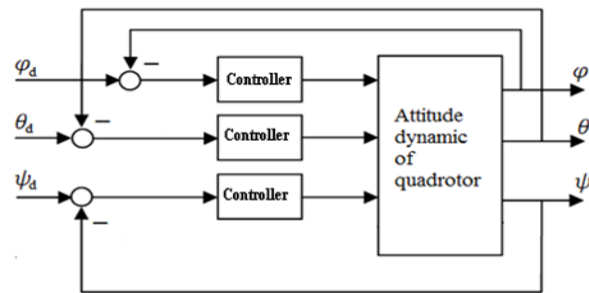 φd
Controller
φ
θd
Controller
θ
ψd
Controller
ψ
Attitude
dynamic
of
quadrotor
−
−
−